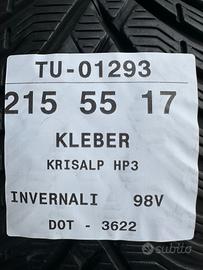 TU-01293
215 55 17
KLEBER
KRISALP HP3
INVERNALI 98V
DOT - 3622
subito